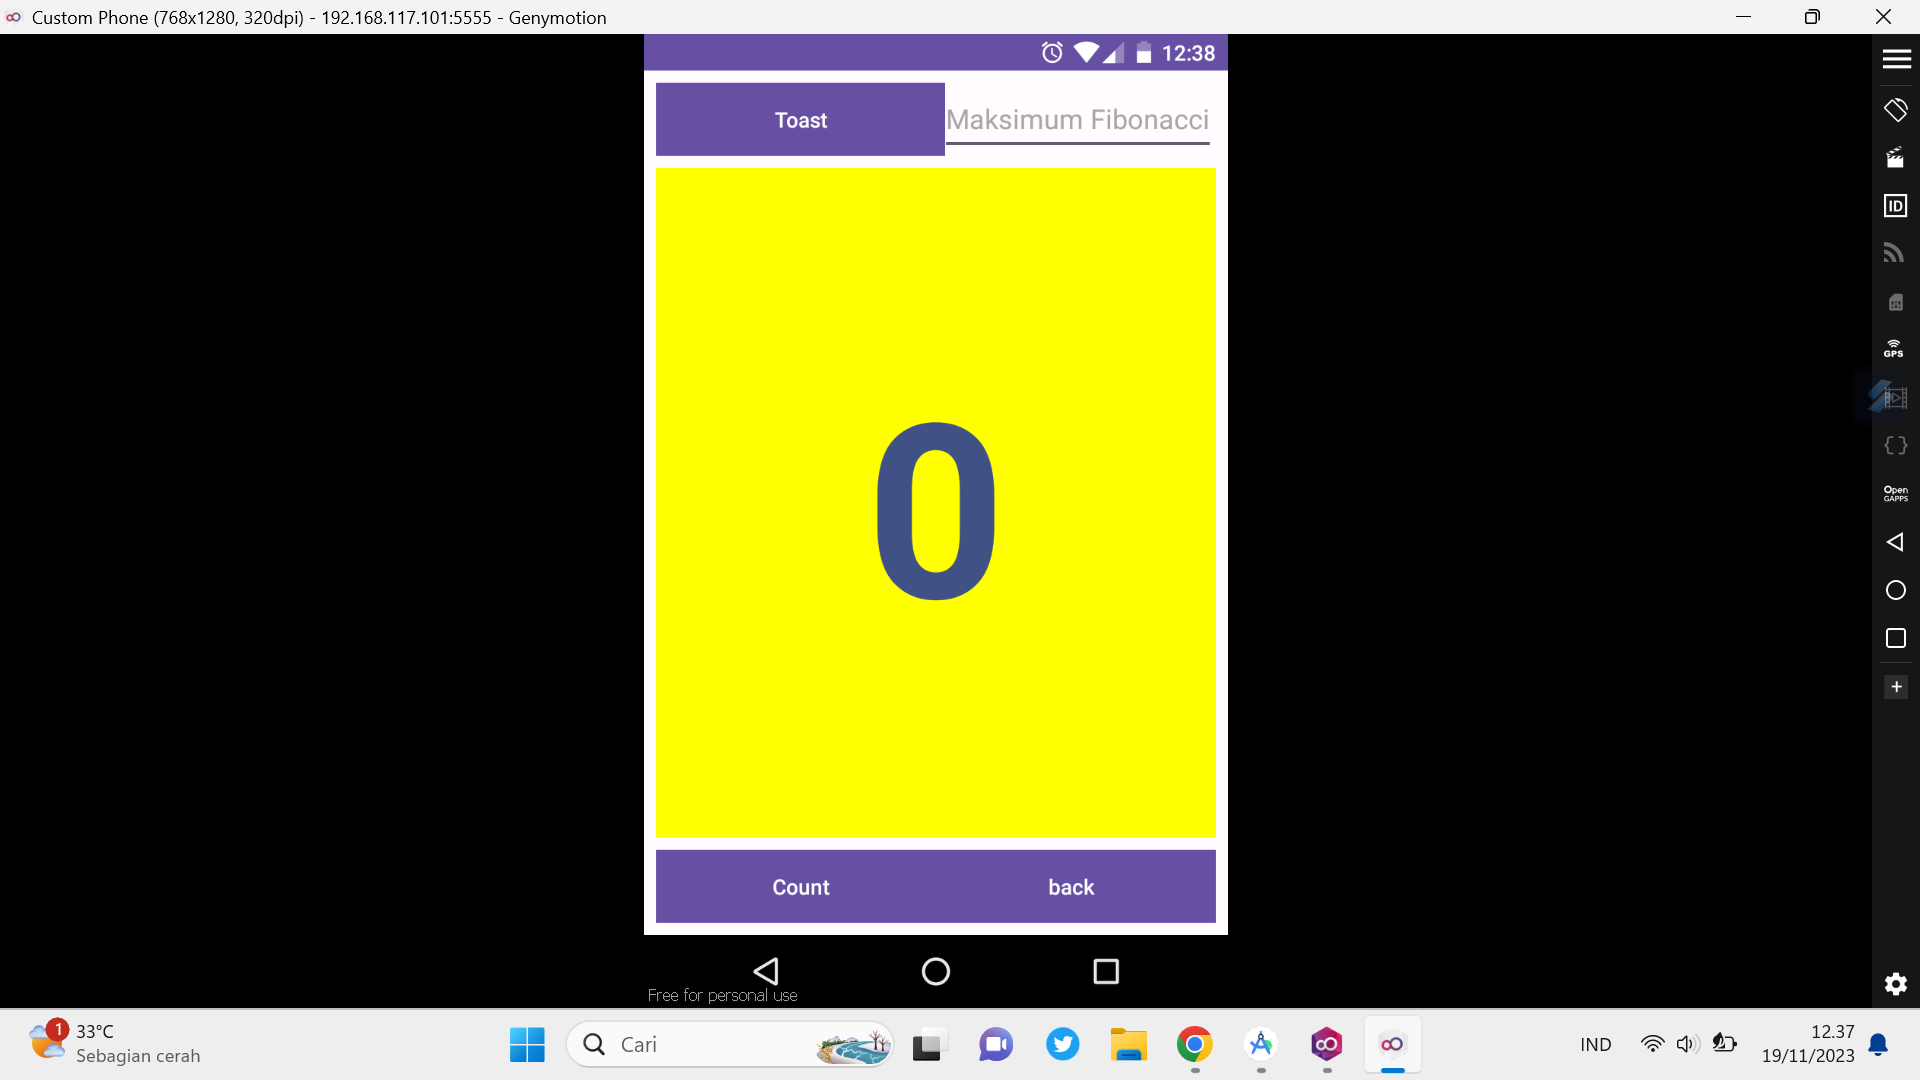 Custom Phone (768x1280, 320dpi) - 192.168.117.101:5555 - Genymotion
12:38
Toast
Maksimum Fibonacci
ID
GPS
0
Open
GAPPS
Count
back
Free for personal use
1
33°C
Sebagian cerah
Cari
IND
12.37
19/11/2023